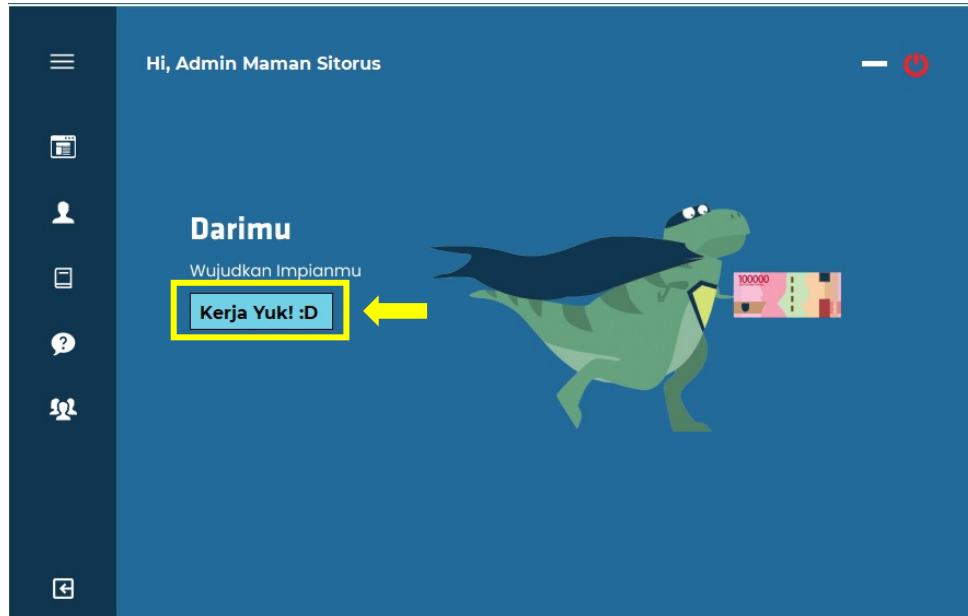 Hi, Admin Maman Sitorus
Darimu
Wujudkan Impianmu
Kerja Yuk! :D
100000
?